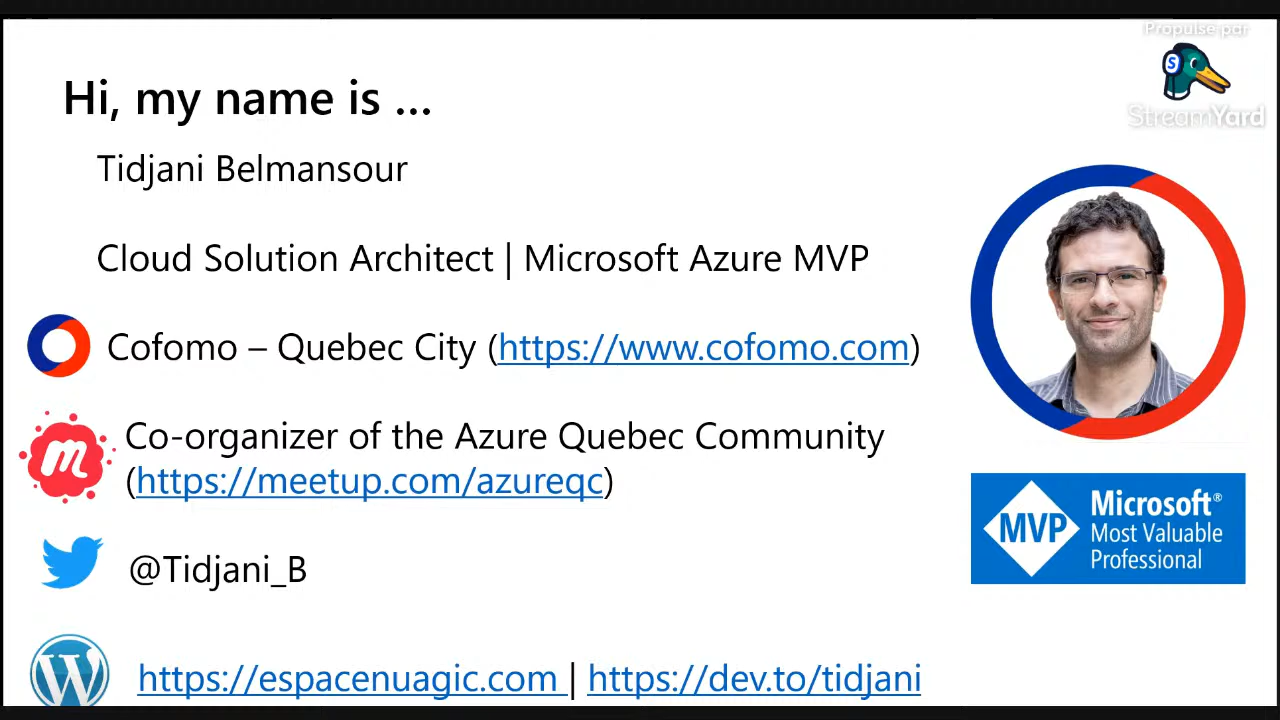 Propulsé par
StreamYard
Hi, my name is ...
Tidjani Belmansour
Cloud Solution Architect | Microsoft Azure MVP
Cofomo – Quebec City (https://www.cofomo.com)
Co-organizer of the Azure Quebec Community
(https://meetup.com/azureqc)
@Tidjani_B
https://espacenuagic.com | https://dev.to/tidjani
MVP
Microsoft®
Most Valuable
Professional